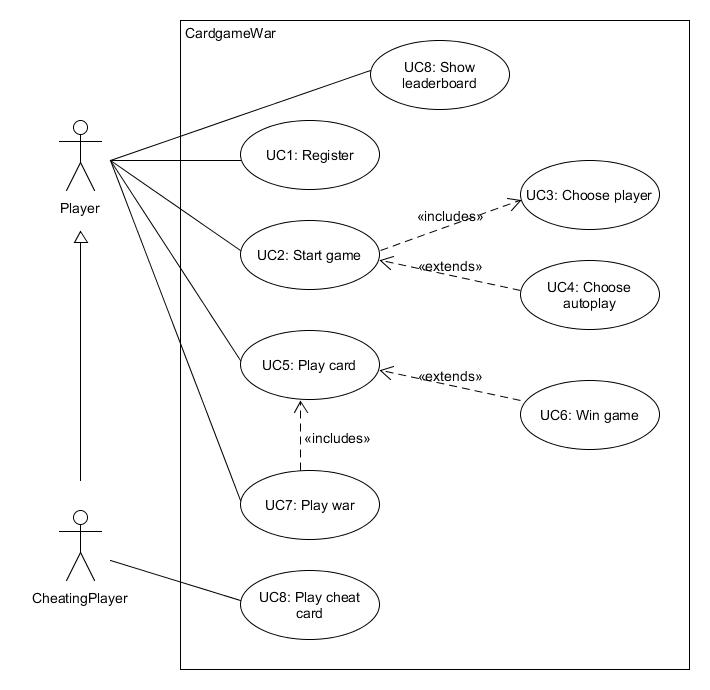 CardgameWar
UC8: Show
leaderboard
UC1: Register
UC3: Choose player
«includes»
Player
UC2: Start game
«extends»
UC4: Choose
autoplay
UC5: Play card
«extends»
UC6: Win game
«includes»
UC7: Play war
CheatingPlayer
UC8: Play cheat
card